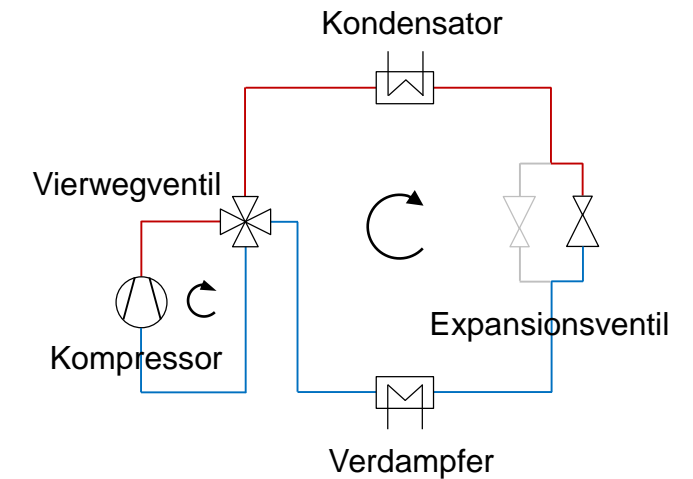 Kondensator
Vierwegventil
Expansionsventil
Kompressor
Verdampfer